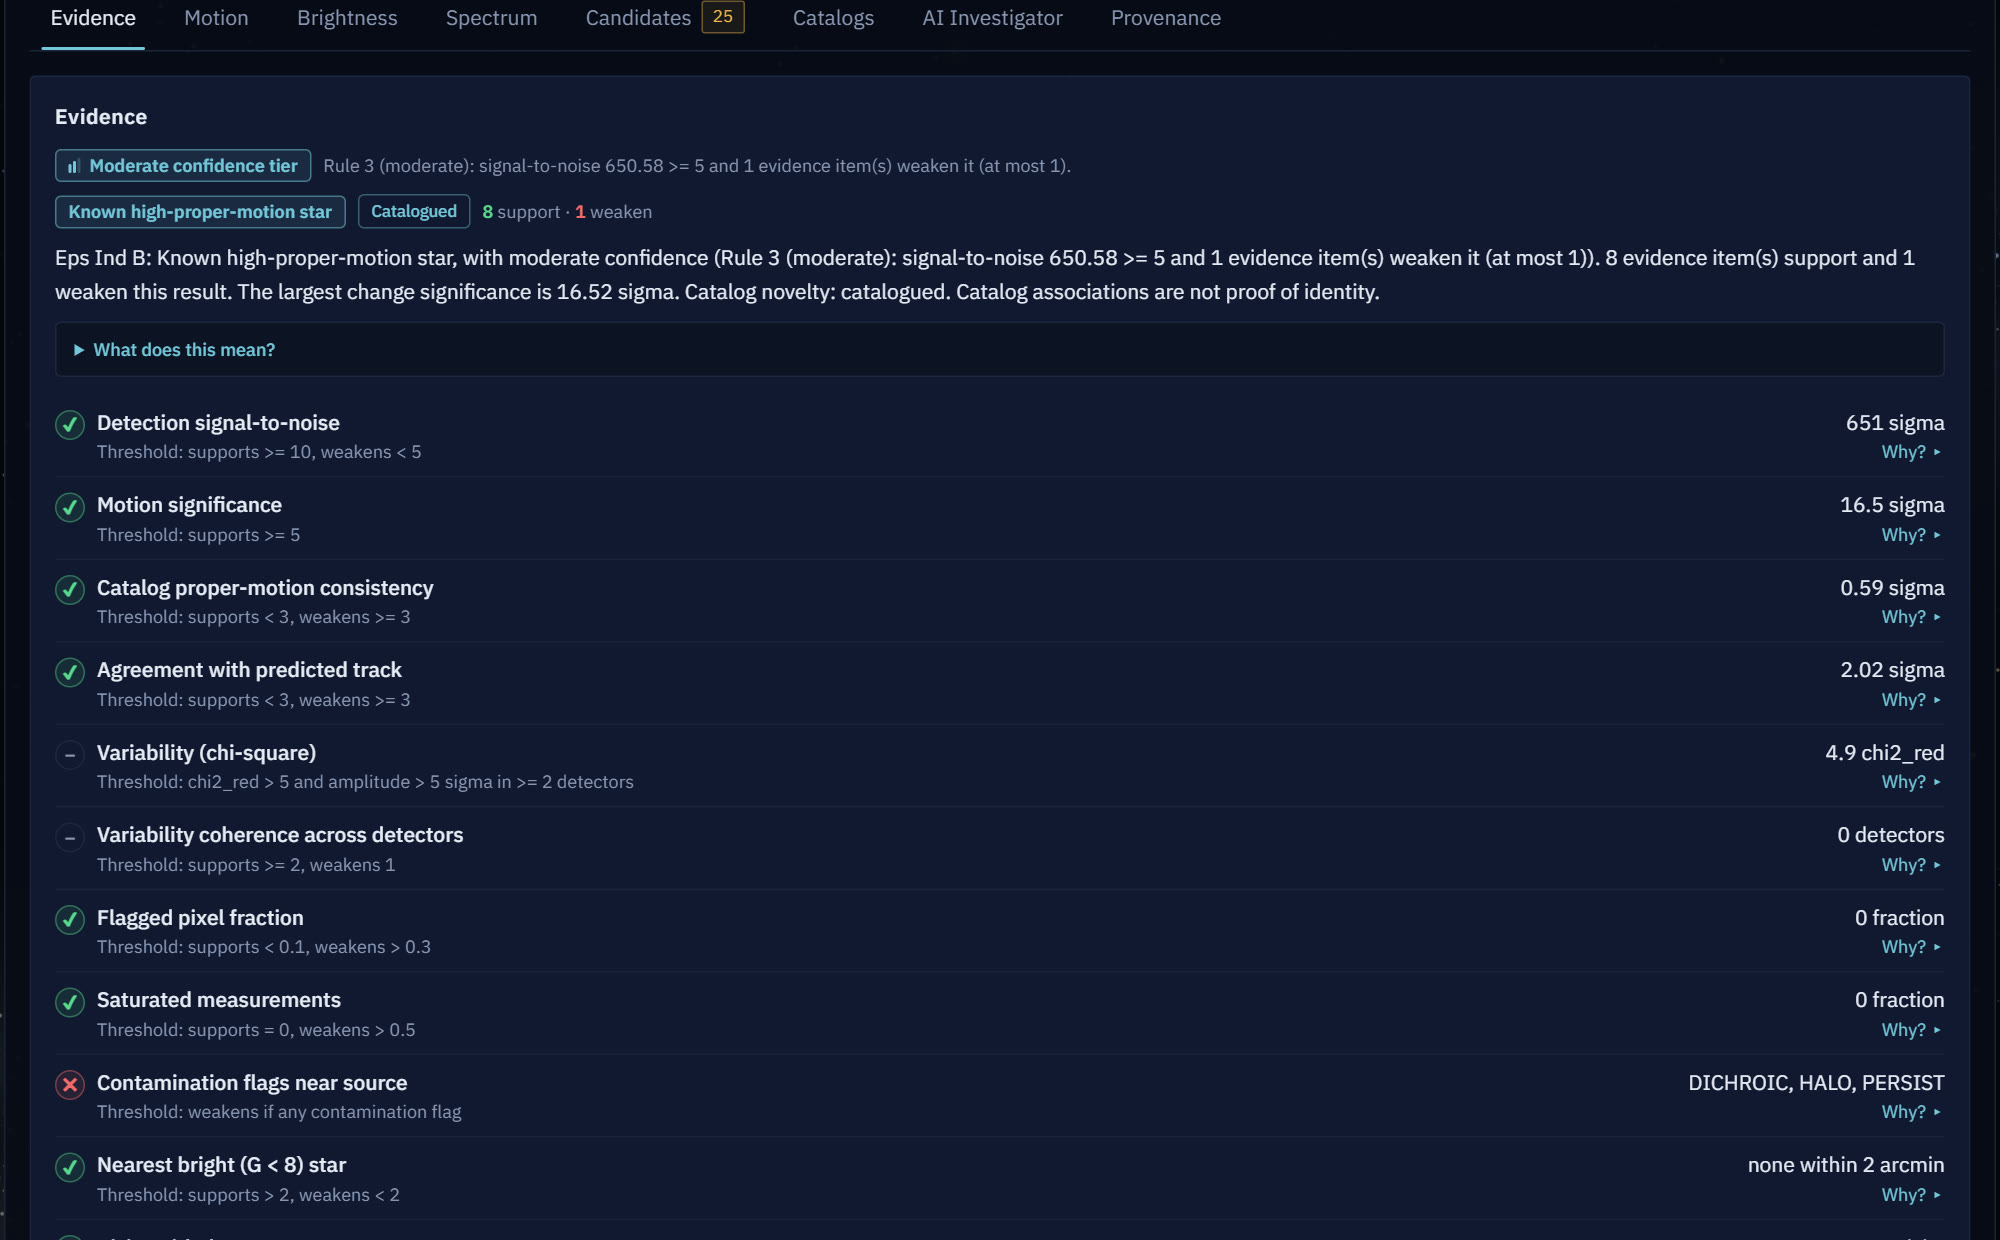 Evidence Motion Brightness Spectrum Candidates 25 Catalogs AI Investigator Provenance
Evidence
Moderate confidence tier Rule 3 (moderate): signal-to-noise 650.58 >= 5 and 1 evidence item(s) weaken it (at most 1).
Known high-proper-motion star Catalogued 8 support · 1 weaken
Eps Ind B: Known high-proper-motion star, with moderate confidence (Rule 3 (moderate): signal-to-noise 650.58 >= 5 and 1 evidence item(s) weaken it (at most 1)). 8 evidence item(s) support and 1
weaken this result. The largest change significance is 16.52 sigma. Catalog novelty: catalogued. Catalog associations are not proof of identity.
What does this mean?
Detection signal-to-noise 651 sigma
Threshold: supports >= 10, weakens < 5 Why?
Motion significance 16.5 sigma
Threshold: supports >= 5 Why?
Catalog proper-motion consistency 0.59 sigma
Threshold: supports < 3, weakens >= 3 Why?
Agreement with predicted track 2.02 sigma
Threshold: supports < 3, weakens >= 3 Why?
Variability (chi-square) 4.9 chi2_red
Threshold: chi2_red > 5 and amplitude > 5 sigma in >= 2 detectors Why?
Variability coherence across detectors 0 detectors
Threshold: supports >= 2, weakens 1 Why?
Flagged pixel fraction 0 fraction
Threshold: supports < 0.1, weakens > 0.3 Why?
Saturated measurements 0 fraction
Threshold: supports = 0, weakens > 0.5 Why?
Contamination flags near source DICHROIC, HALO, PERSIST
Threshold: weakens if any contamination flag Why?
Nearest bright (G < 8) star none within 2 arcmin
Threshold: supports > 2, weakens < 2 Why?